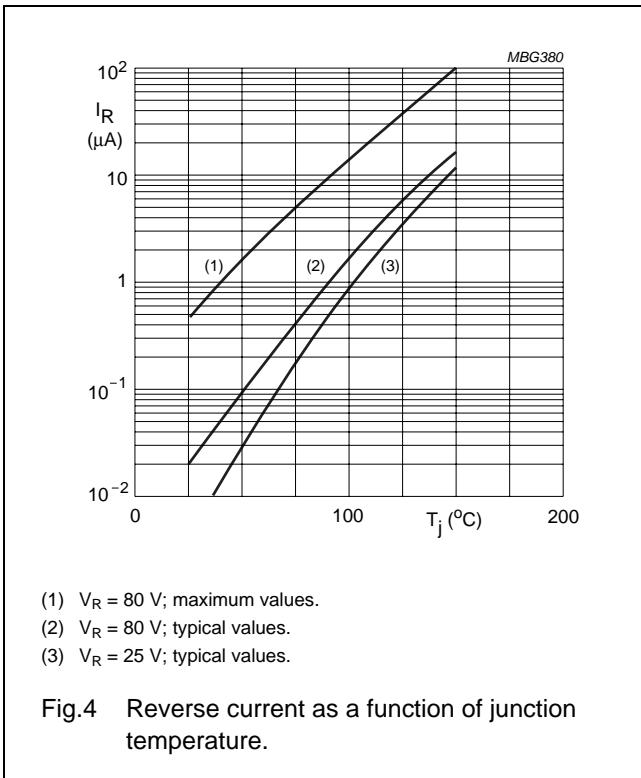 MBG380
10²
I_R
(μA)
10
1
10⁻¹
10⁻²
(1)
(2)
(3)
0
100
T_j (°C)
200
(1) V_R = 80 V; maximum values.
(2) V_R = 80 V; typical values.
(3) V_R = 25 V; typical values.
Fig.4 Reverse current as a function of junction
temperature.